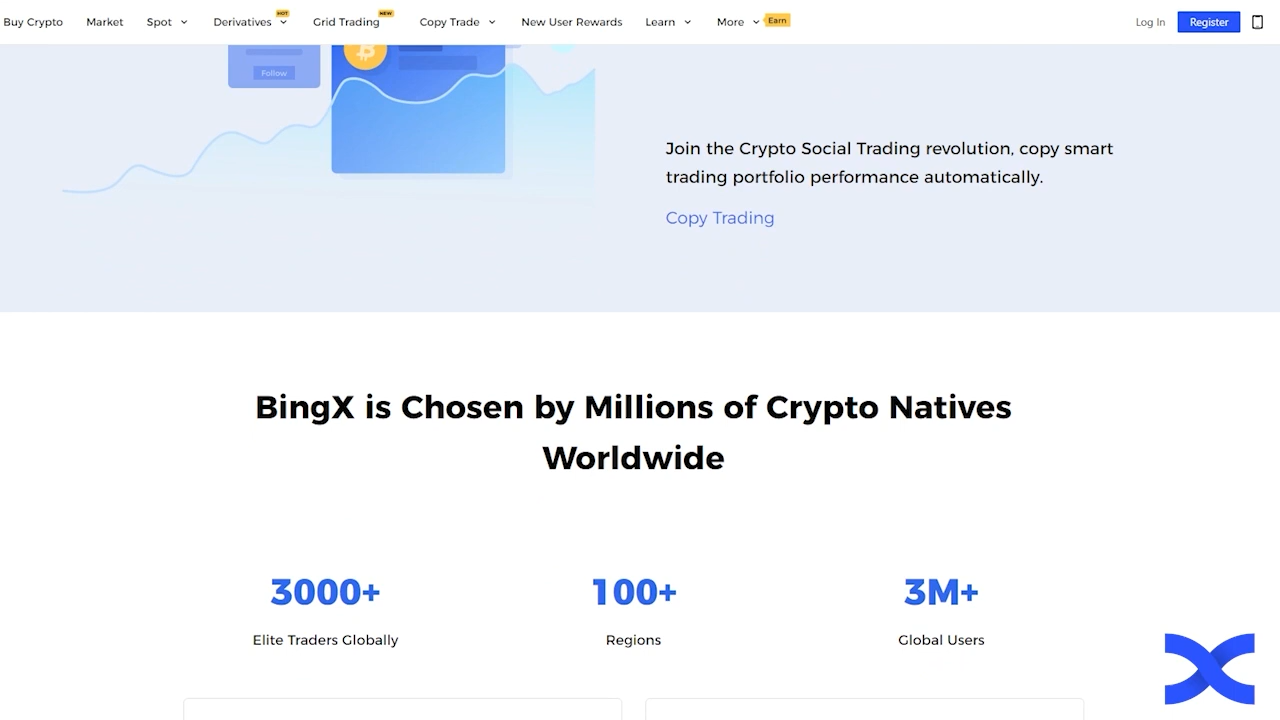 Buy Crypto Market Spot Derivatives HOT Grid Trading NEW Copy Trade New User Rewards Learn More Earn Log In Register
Follow
Join the Crypto Social Trading revolution, copy smart
trading portfolio performance automatically.
Copy Trading
BingX is Chosen by Millions of Crypto Natives
Worldwide
3000+ 100+ 3M+
Elite Traders Globally Regions Global Users